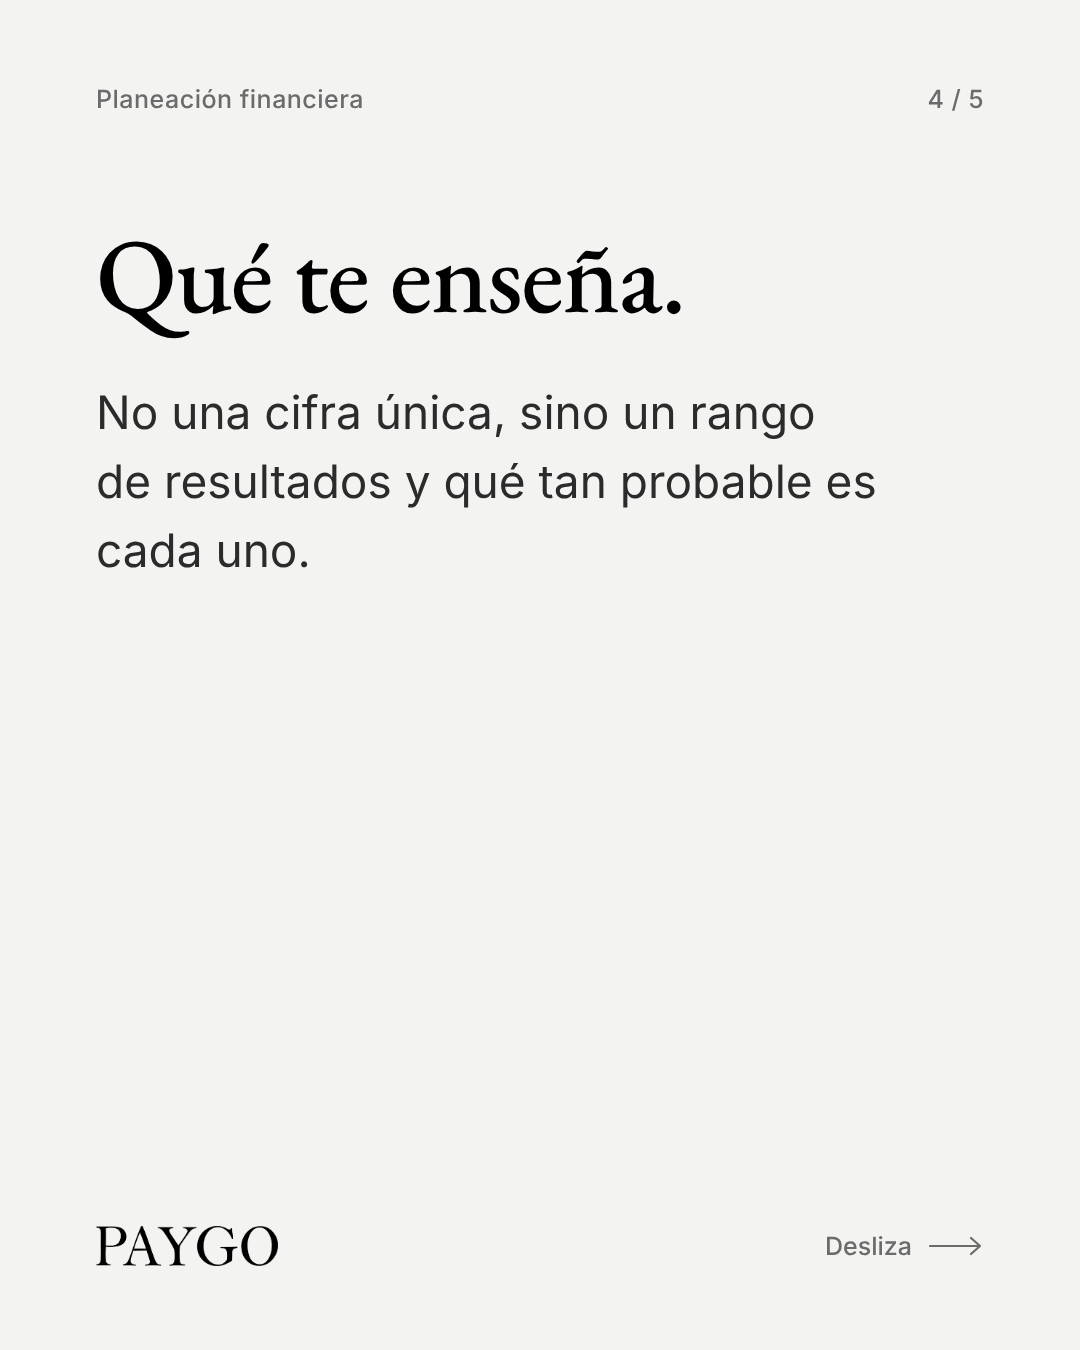 Planeación financiera
4 / 5
Qué te enseña.
No una cifra única, sino un rango
de resultados y qué tan probable es
cada uno.
PAYGO
Desliza